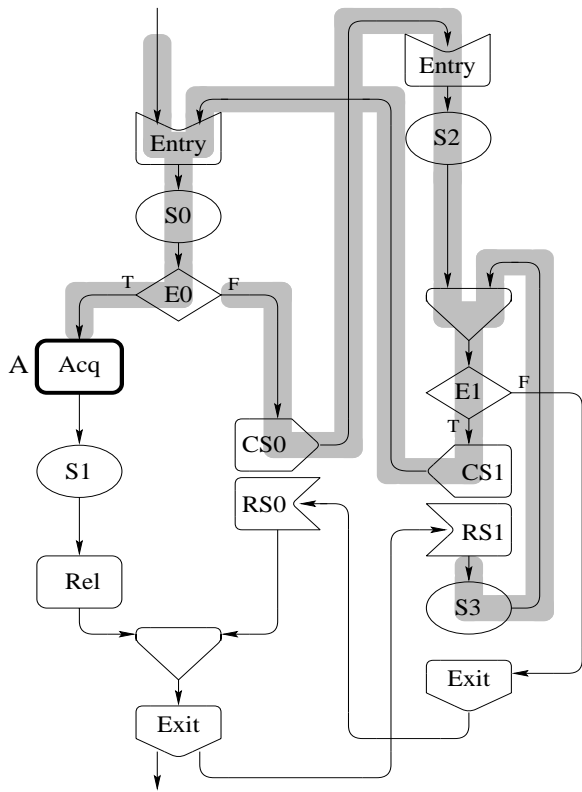 Entry
S0
T
E0
F
A
Acq
S1
Rel
CS0
RS0
Exit
Entry
S2
E1
F
T
CS1
RS1
S3
Exit